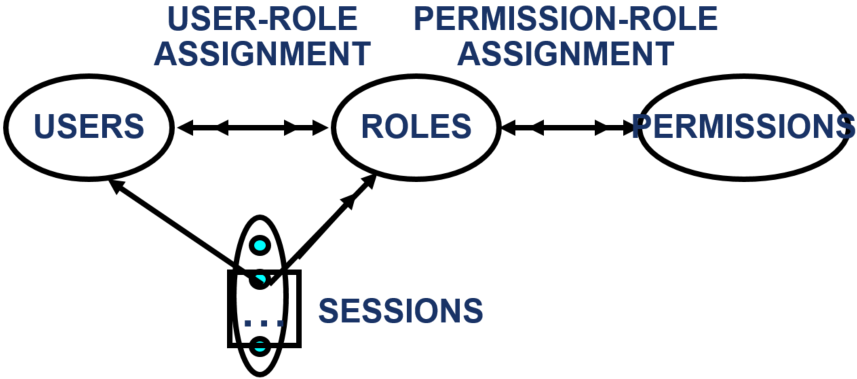 USER-ROLE
ASSIGNMENT
PERMISSION-ROLE
ASSIGNMENT
USERS
ROLES
PERMISSIONS
...
SESSIONS